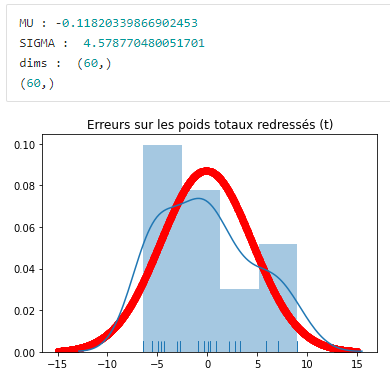 MU : -0.11820339866902453
SIGMA :  4.578770480051701
dims :  (60,)
(60,)
Erreurs sur les poids totaux redressés (t)
0.10
0.08
0.06
0.04
0.02
0.00
−15 −10 −5 0 5 10 15